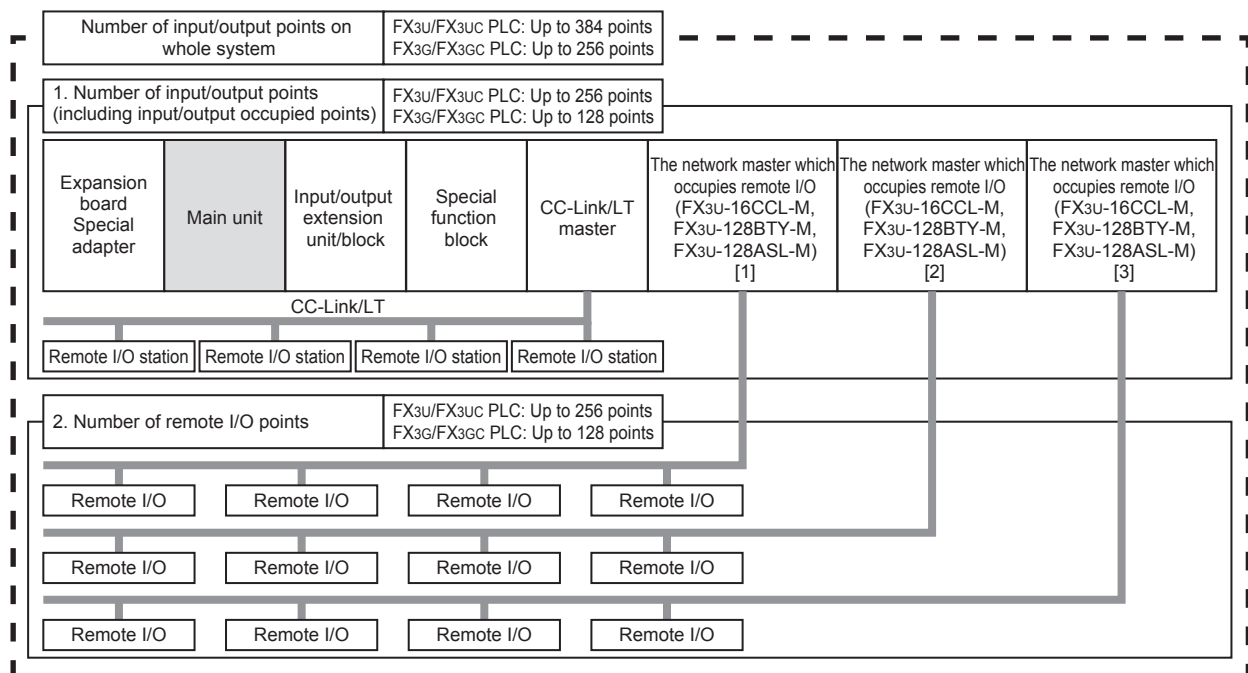 Number of input/output points on
whole system
FX3U/FX3UC PLC: Up to 384 points
FX3G/FX3GC PLC: Up to 256 points
1. Number of input/output points
(including input/output occupied points)
FX3U/FX3UC PLC: Up to 256 points
FX3G/FX3GC PLC: Up to 128 points
Expansion
board
Special
adapter
Main unit
Input/output
extension
unit/block
Special
function
block
CC-Link/LT
master
The network master which
occupies remote I/O
(FX3U-16CCL-M,
FX3U-128BTY-M,
FX3U-128ASL-M)
[1]
The network master which
occupies remote I/O
(FX3U-16CCL-M,
FX3U-128BTY-M,
FX3U-128ASL-M)
[2]
The network master which
occupies remote I/O
(FX3U-16CCL-M,
FX3U-128BTY-M,
FX3U-128ASL-M)
[3]
CC-Link/LT
Remote I/O station
Remote I/O station
Remote I/O station
Remote I/O station
2. Number of remote I/O points
FX3U/FX3UC PLC: Up to 256 points
FX3G/FX3GC PLC: Up to 128 points
Remote I/O
Remote I/O
Remote I/O
Remote I/O
Remote I/O
Remote I/O
Remote I/O
Remote I/O
Remote I/O
Remote I/O
Remote I/O
Remote I/O